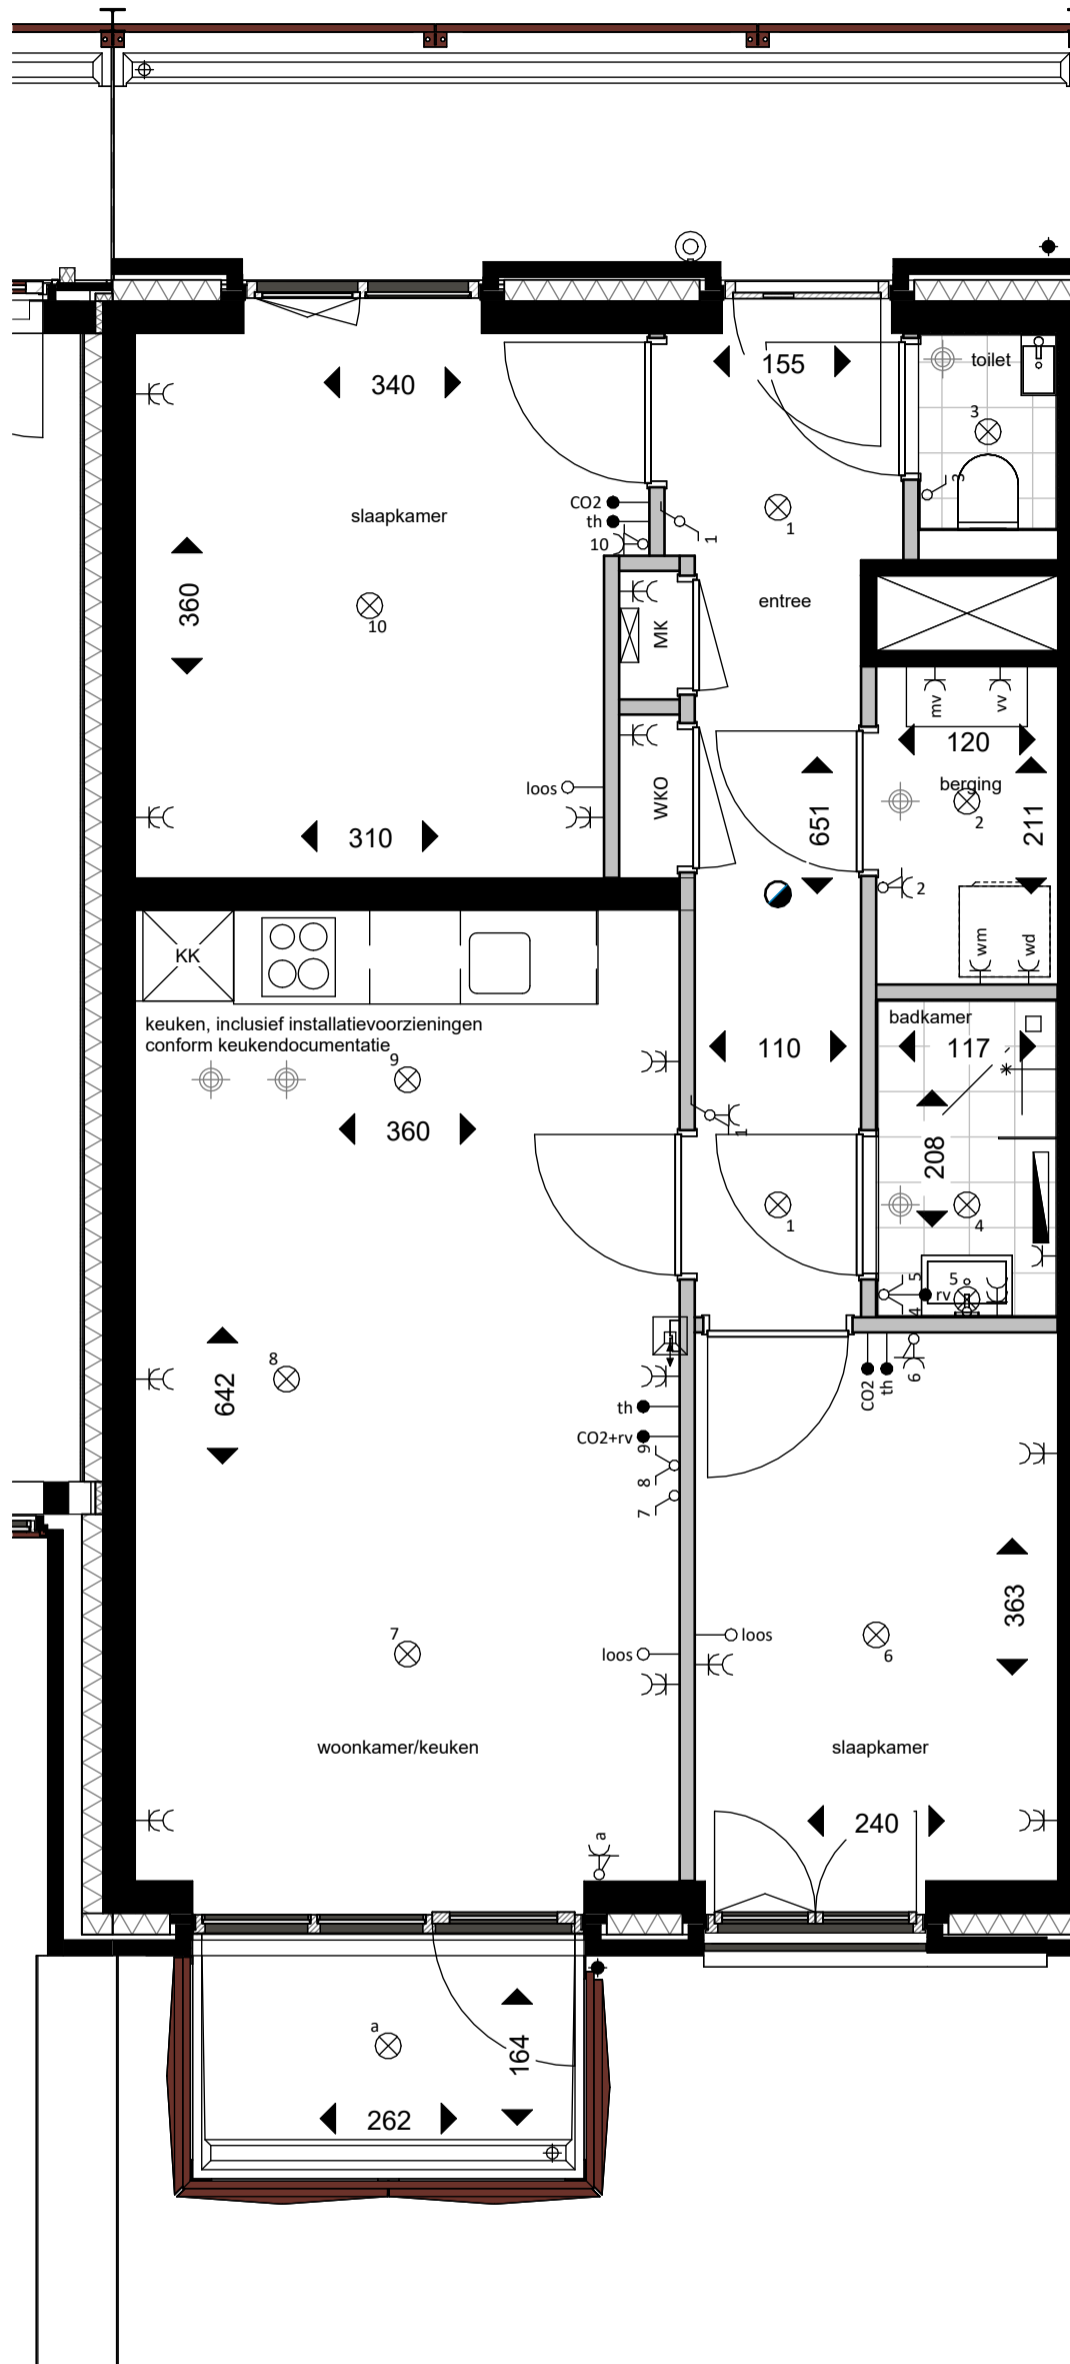 340
155
toilet
3
3
CO2
th
10
1
1
slaapkamer
360
10
entree
MK
mv
vv
120
berging
2
WKO
651
211
loos
310
2
KK
wm
wd
keuken, inclusief installatievoorzieningen
conform keukendocumentatie
9
badkamer
110
117
360
1
208
1
4
5
4
rv
5
8
642
th
CO2+rv
9
8
7
CO2
th
6
363
7
loos
loos
6
woonkamer/keuken
slaapkamer
240
a
a
164
262